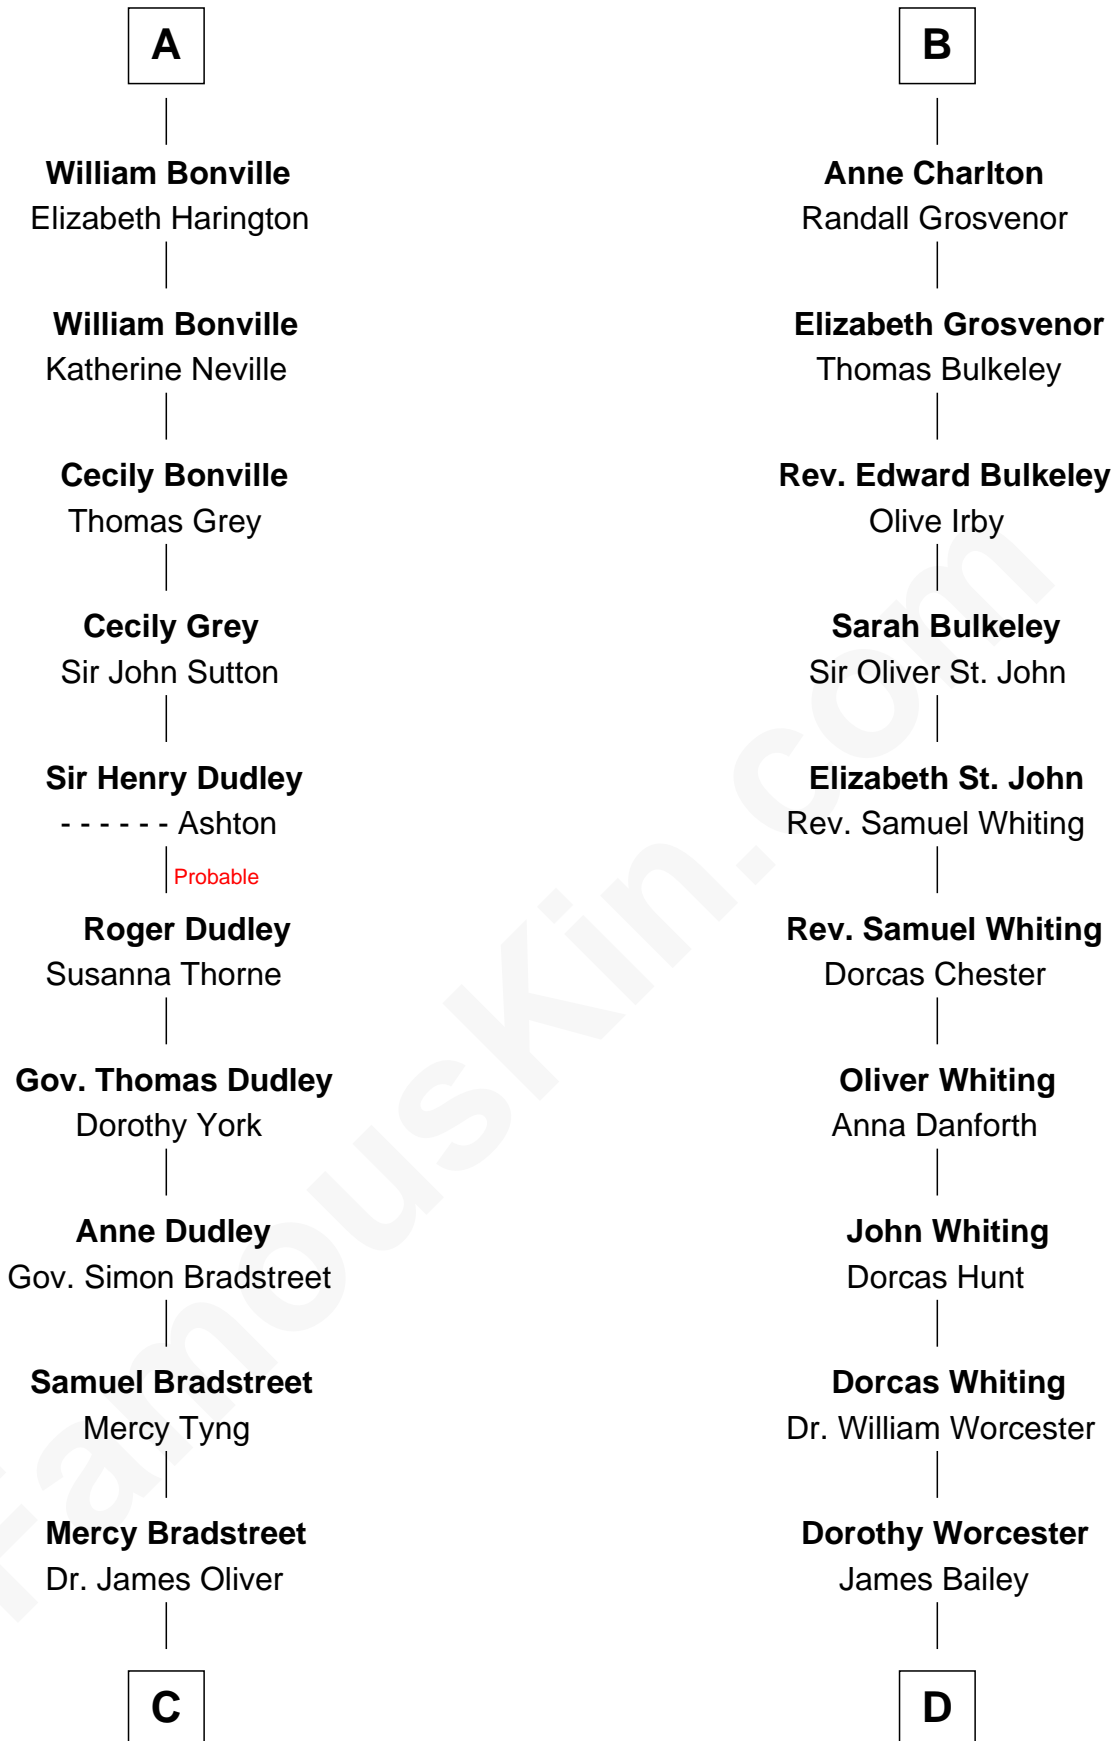 A
William Bonville
Elizabeth Harington
William Bonville
Katherine Neville
Cecily Bonville
Thomas Grey
Cecily Grey
Sir John Sutton
Sir Henry Dudley
- - - - - - Ashton
Probable
Roger Dudley
Susanna Thorne
Gov. Thomas Dudley
Dorothy York
Anne Dudley
Gov. Simon Bradstreet
Samuel Bradstreet
Mercy Tyng
Mercy Bradstreet
Dr. James Oliver
C
B
Anne Charlton
Randall Grosvenor
Elizabeth Grosvenor
Thomas Bulkeley
Rev. Edward Bulkeley
Olive Irby
Sarah Bulkeley
Sir Oliver St. John
Elizabeth St. John
Rev. Samuel Whiting
Rev. Samuel Whiting
Dorcas Chester
Oliver Whiting
Anna Danforth
John Whiting
Dorcas Hunt
Dorcas Whiting
Dr. William Worcester
Dorothy Worcester
James Bailey
D
FamousKin.com